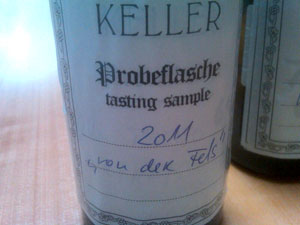 KELLER
Probeflasche
tasting sample
2011
"von der Fels"